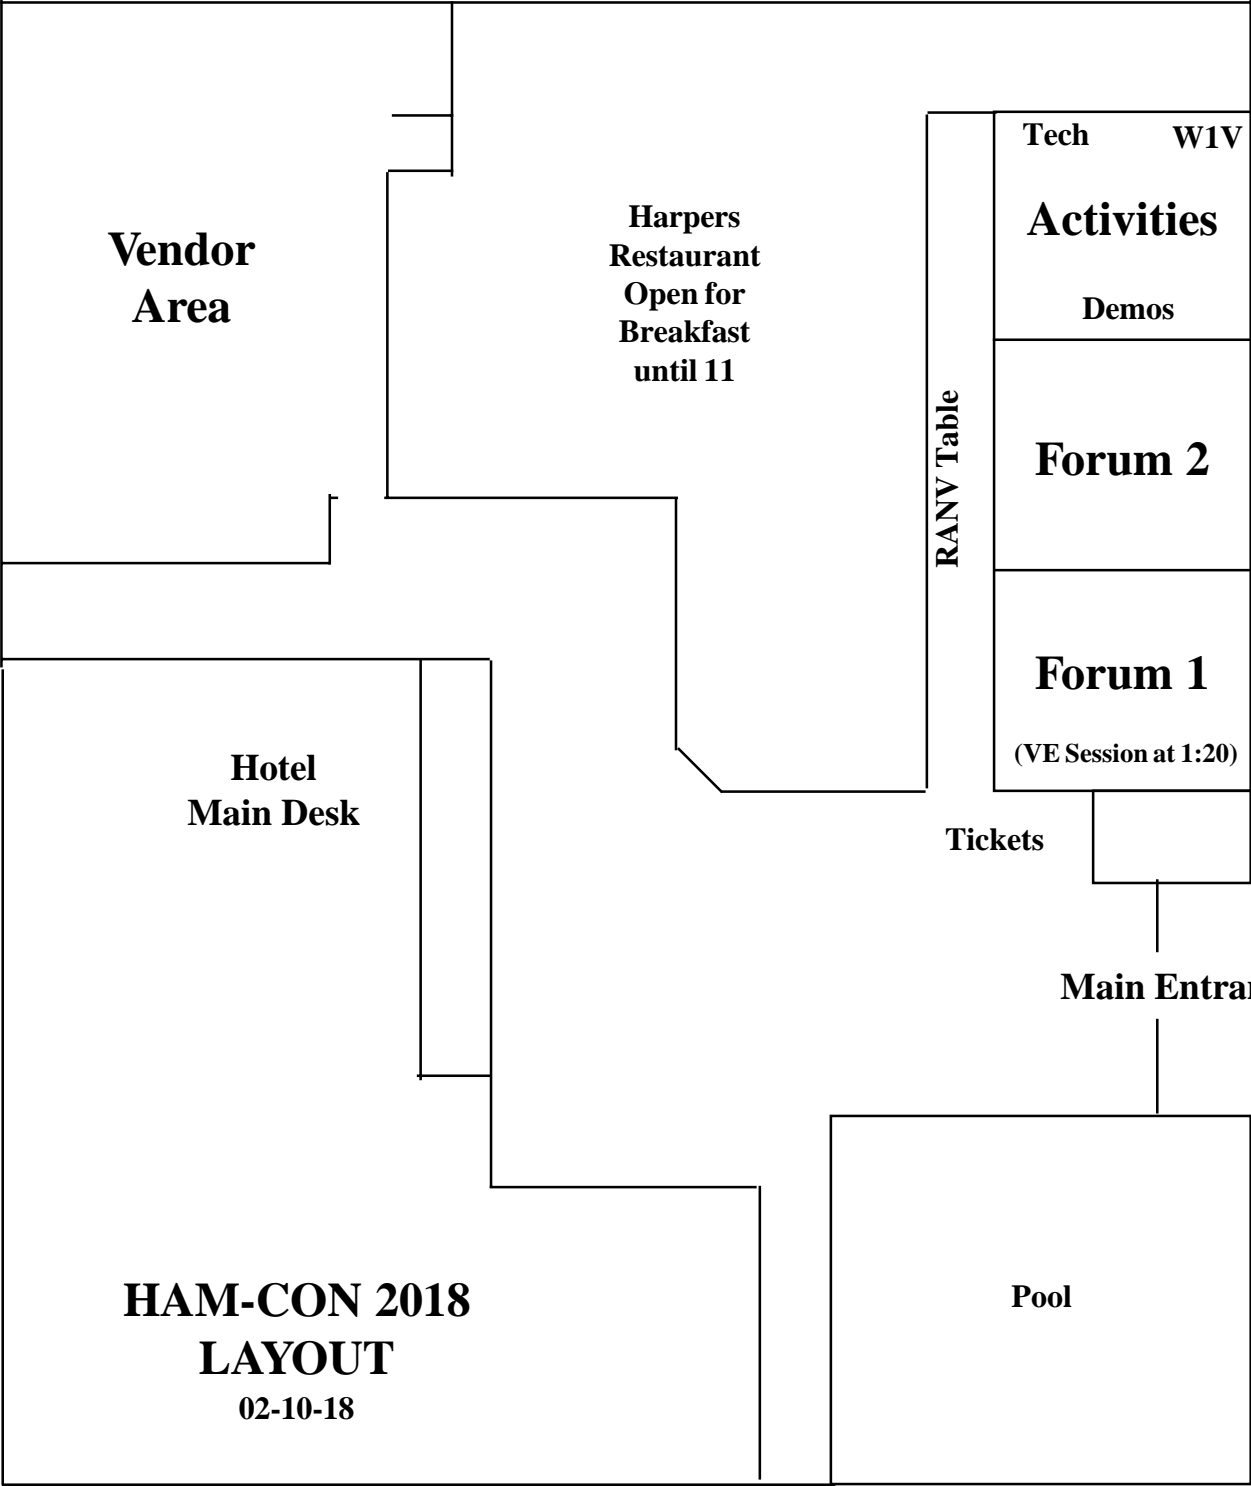 Tech W1V
Activities
Demos
Harpers
Restaurant
Open for
Breakfast
until 11
Vendor
Area
RANV Table
Forum 2
Forum 1
(VE Session at 1:20)
Hotel
Main Desk
Tickets
Main Entran
HAM-CON 2018
LAYOUT
02-10-18
Pool